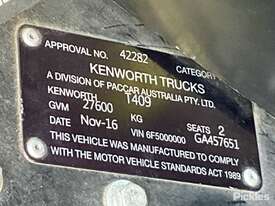 APPROVAL NO. 42282 CATEGORY
KENWORTH TRUCKS
A DIVISION OF PACCAR AUSTRALIA PTY. LTD.
KENWORTH T409
GVM 27600 KG SEATS 2
DATE Nov-16 VIN 6F5000000 GA457651
THIS VEHICLE WAS MANUFACTURED TO COMPLY
WITH THE MOTOR VEHICLE STANDARDS ACT 1989
Pickles